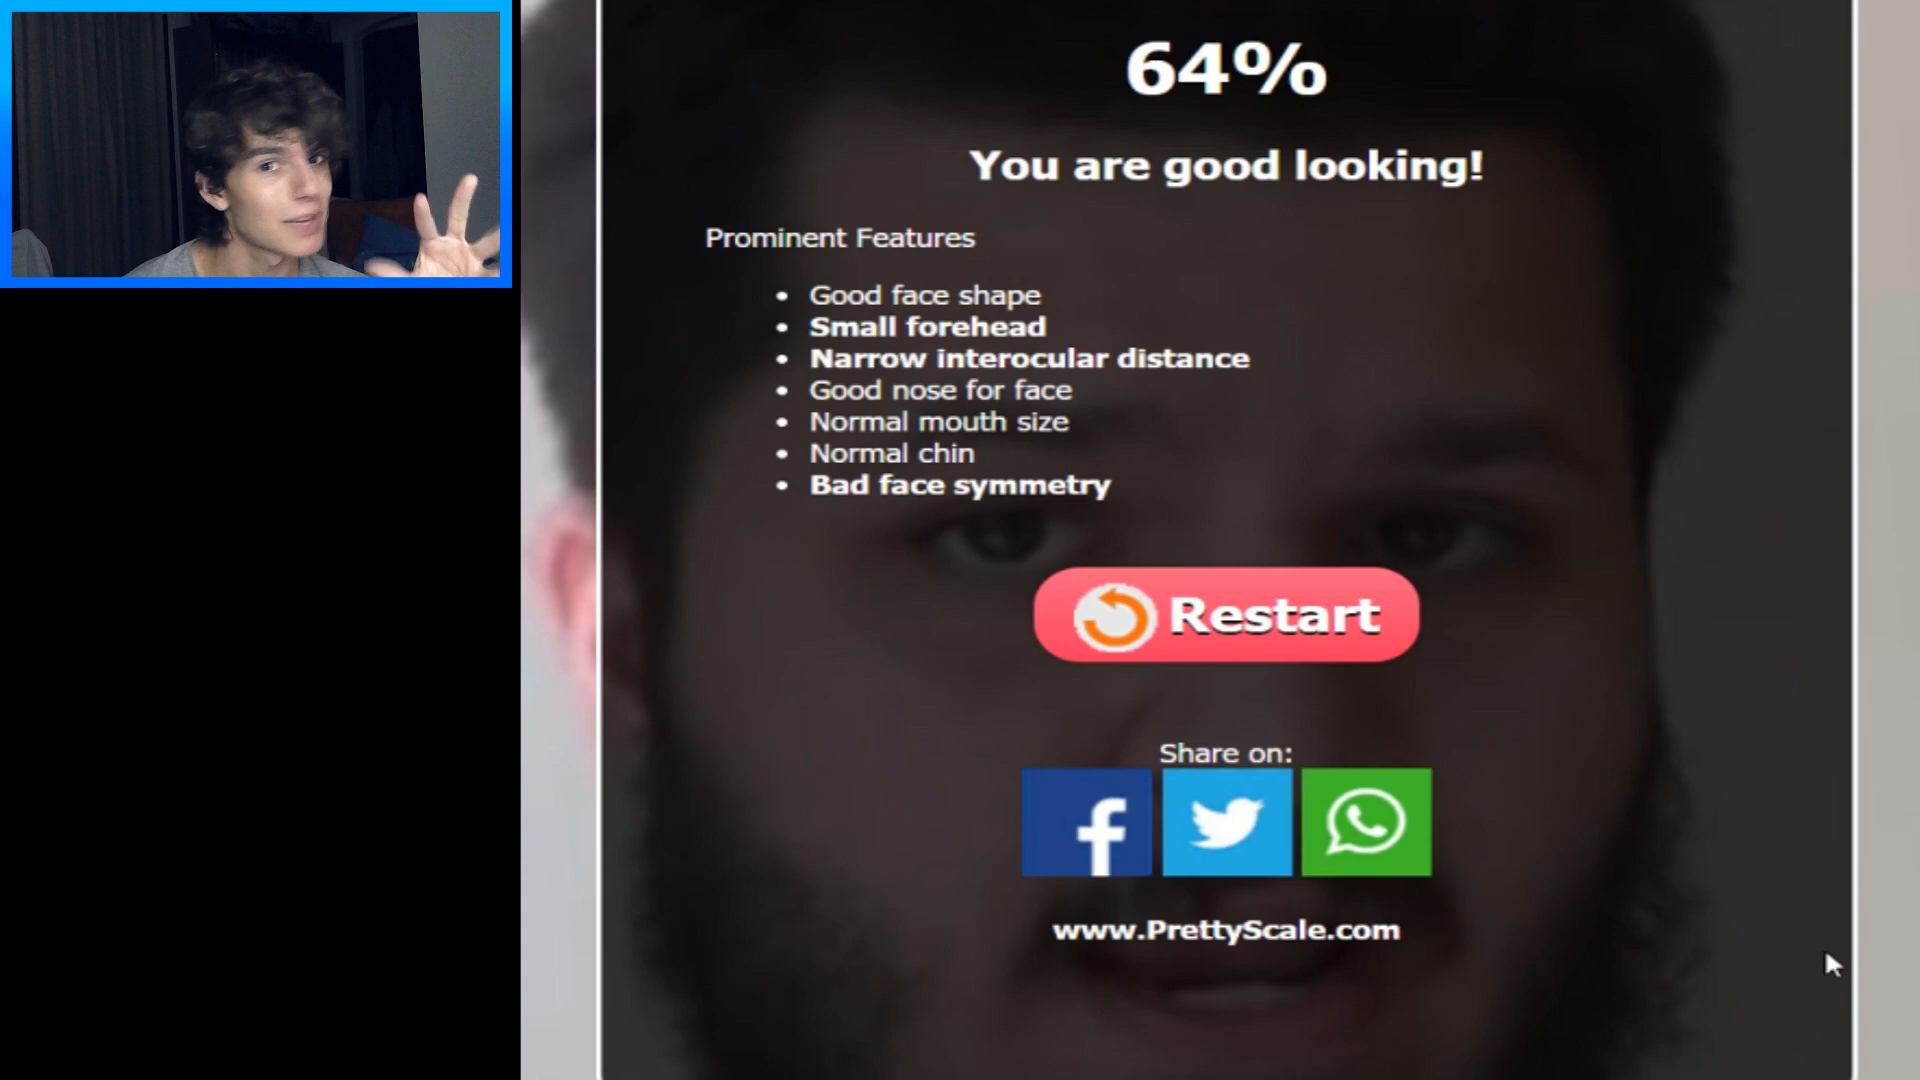 64%
You are good looking!
Prominent Features
Good face shape
Small forehead
Narrow interocular distance
Good nose for face
Normal mouth size
Normal chin
Bad face symmetry
Restart
Share on:
www.PrettyScale.com